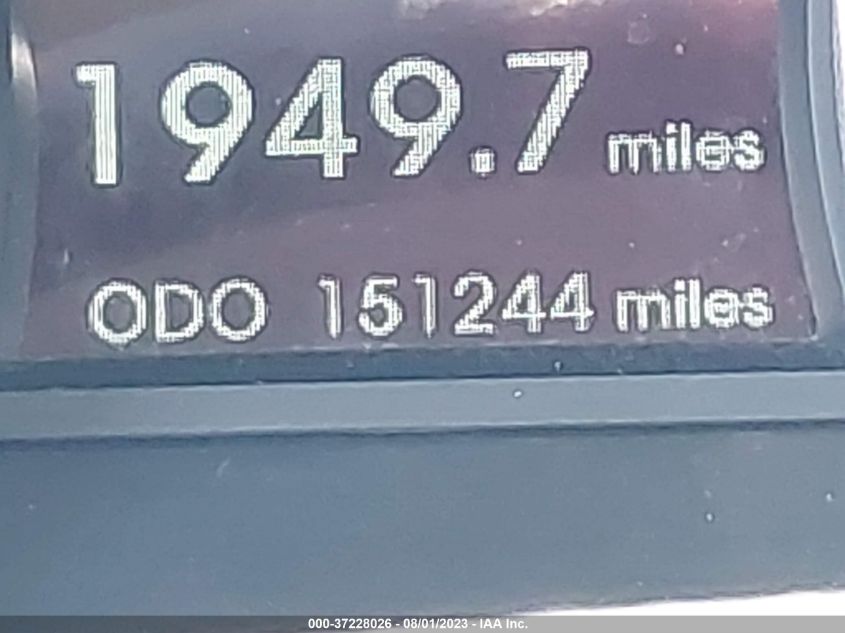 1949.7 miles
ODO 151244 miles
000-37228026 - 08/01/2023 - IAA Inc.